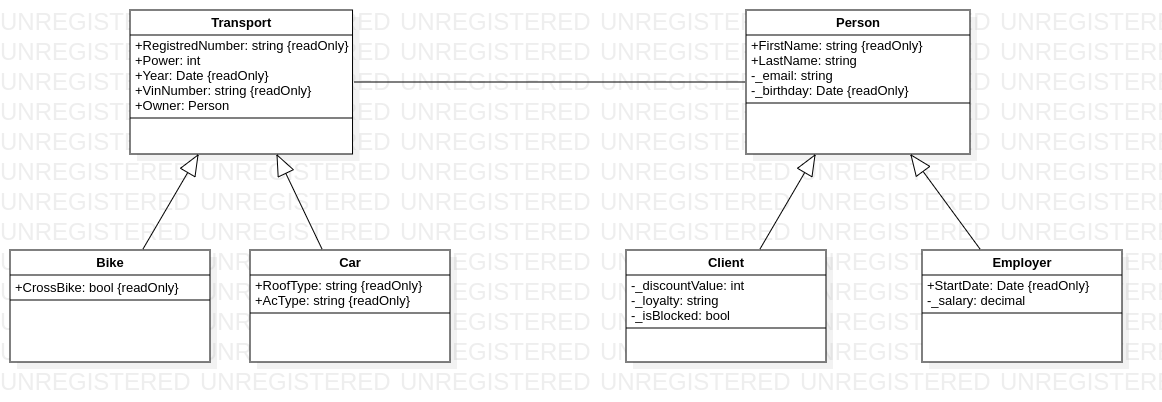 Transport
+RegistredNumber: string {readOnly}
+Power: int
+Year: Date {readOnly}
+VinNumber: string {readOnly}
+Owner: Person
Person
+FirstName: string {readOnly}
+LastName: string
-_email: string
-_birthday: Date {readOnly}
Bike
+CrossBike: bool {readOnly}
Car
+RoofType: string {readOnly}
+AcType: string {readOnly}
Client
-_discountValue: int
-_loyalty: string
-_isBlocked: bool
Employer
+StartDate: Date {readOnly}
-_salary: decimal
UNREGISTERED